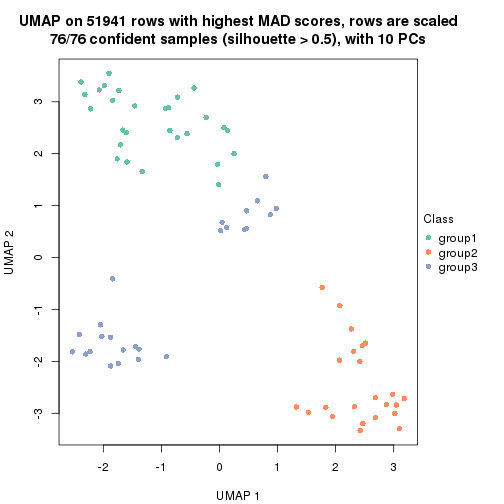 UMAP on 51941 rows with highest MAD scores, rows are scaled
76/76 confident samples (silhouette > 0.5), with 10 PCs
3
2
1
0
-1
-2
-3
UMAP 2
-2
-1
0
1
2
3
UMAP 1
Class
group1
group2
group3